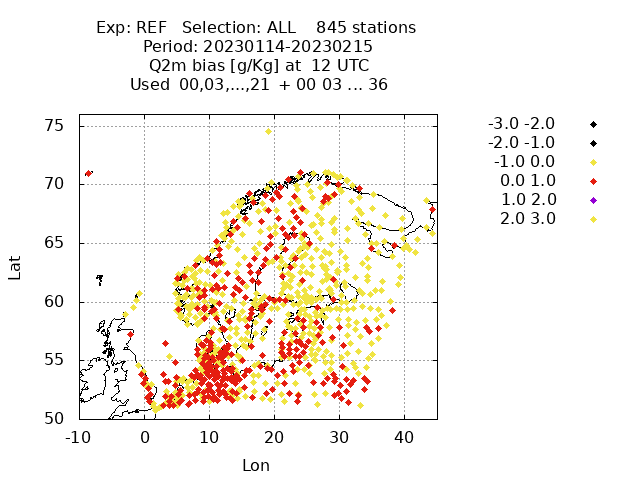 Exp: REF   Selection: ALL    845 stations
Period: 20230114-20230215
Q2m bias [g/Kg] at  12 UTC
Used  00,03,...,21  + 00 03 ... 36
-3.0 -2.0
-2.0 -1.0
-1.0 0.0
0.0 1.0
1.0 2.0
2.0 3.0
75
70
65
60
55
50
Lat
-10 0 10 20 30 40
Lon